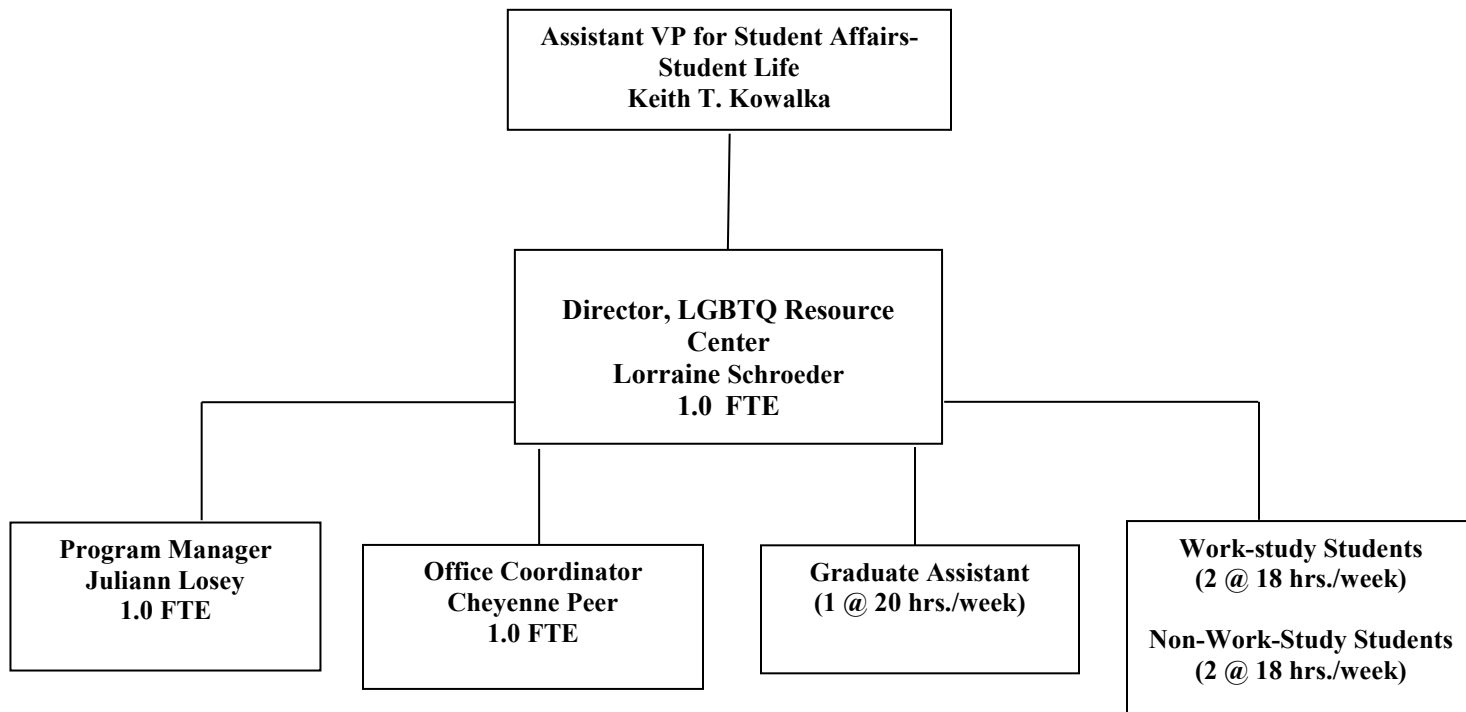 Assistant VP for Student Affairs-
Student Life
Keith T. Kowalka
Director, LGBTQ Resource
Center
Lorraine Schroeder
1.0 FTE
Program Manager
Juliann Losey
1.0 FTE
Office Coordinator
Cheyenne Peer
1.0 FTE
Graduate Assistant
(1 @ 20 hrs./week)
Work-study Students
(2 @ 18 hrs./week)
Non-Work-Study Students
(2 @ 18 hrs./week)